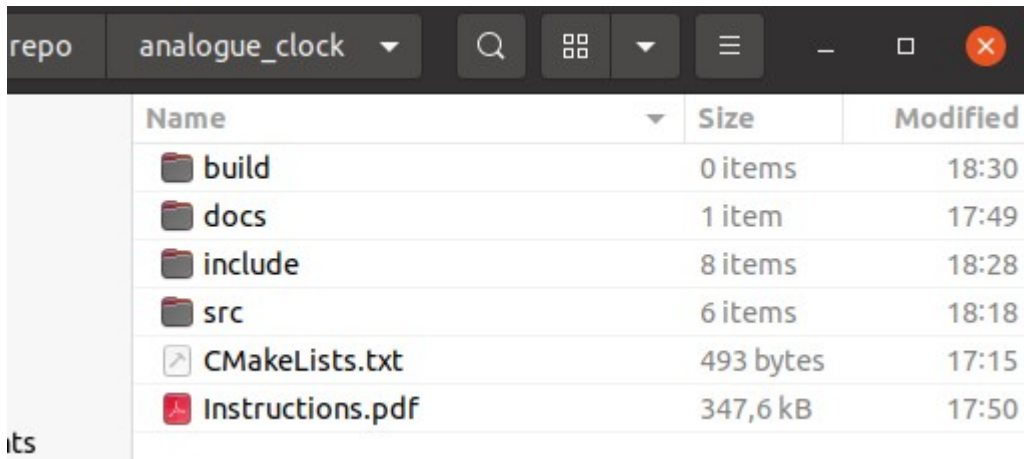 repo analogue_clock
Name Size Modified
build 0 items 18:30
docs 1 item 17:49
include 8 items 18:28
src 6 items 18:18
CMakeLists.txt 493 bytes 17:15
Instructions.pdf 347,6 kB 17:50